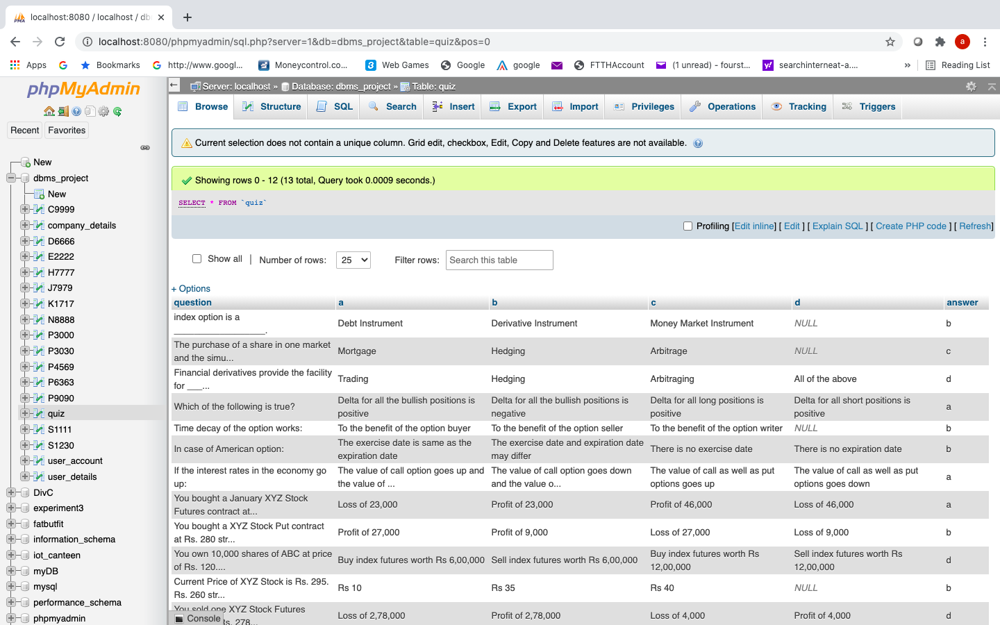 localhost:8080 / localhost / db
localhost:8080/phpmyadmin/sql.php?server=1&db=dbms_project&table=quiz&pos=0
a
Apps
Bookmarks
http://www.googl...
Moneycontrol.co...
Web Games
Google
google
FTTHAccount
(1 unread) - fourst...
searchinterneat-a....
»
Reading List
phpMyAdmin
Recent
Favorites
New
dbms_project
New
C9999
company_details
D6666
E2222
H7777
J7979
K1717
N8888
P3000
P3030
P4569
P6363
P9090
quiz
S1111
S1230
user_account
user_details
DivC
experiment3
fatbutfit
information_schema
iot_canteen
myDB
mysql
performance_schema
phpmyadmin
Server: localhost » Database: dbms_project » Table: quiz
Browse
Structure
SQL
Search
Insert
Export
Import
Privileges
Operations
Tracking
Triggers
Current selection does not contain a unique column. Grid edit, checkbox, Edit, Copy and Delete features are not available.
Showing rows 0 - 12 (13 total, Query took 0.0009 seconds.)
SELECT * FROM `quiz`
Profiling [Edit inline] [ Edit ] [ Explain SQL ] [ Create PHP code ] [ Refresh]
Show all | Number of rows: 25 Filter rows: Search this table
+ Options
question a b c d answer
index option is a
__________________.
Debt Instrument
Derivative Instrument
Money Market Instrument
NULL
b
The purchase of a share in one market
and the simu...
Mortgage
Hedging
Arbitrage
NULL
c
Financial derivatives provide the facility
for ___...
Trading
Hedging
Arbitraging
All of the above
d
Which of the following is true?
Delta for all the bullish positions is
positive
Delta for all the bullish positions is
negative
Delta for all long positions is
positive
Delta for all short positions is
positive
a
Time decay of the option works:
To the benefit of the option buyer
To the benefit of the option seller
To the benefit of the option writer
NULL
b
In case of American option:
The exercise date is same as the
expiration date
The exercise date and expiration date
may differ
There is no exercise date
There is no expiration date
b
If the interest rates in the economy go
up:
The value of call option goes up and
the value of ...
The value of call option goes down
and the value o...
The value of call as well as put
options goes up
The value of call as well as put
options goes down
a
You bought a January XYZ Stock
Futures contract at...
Loss of 23,000
Profit of 23,000
Profit of 46,000
Loss of 46,000
a
You bought a XYZ Stock Put contract
at Rs. 280 str...
Profit of 27,000
Profit of 9,000
Loss of 27,000
Loss of 9,000
b
You own 10,000 shares of ABC at price
of Rs. 120....
Buy index futures worth Rs 6,00,000
Sell index futures worth Rs 6,00,000
Buy index futures worth Rs
12,00,000
Sell index futures worth Rs
12,00,000
d
Current Price of XYZ Stock is Rs. 295.
Rs. 260 str...
Rs 10
Rs 35
Rs 40
NULL
b
You sold one XYZ Stock Futures
Rs. 278...
Loss of 2,78,000
Profit of 2,78,000
Loss of 4,000
Profit of 4,000
d
Console